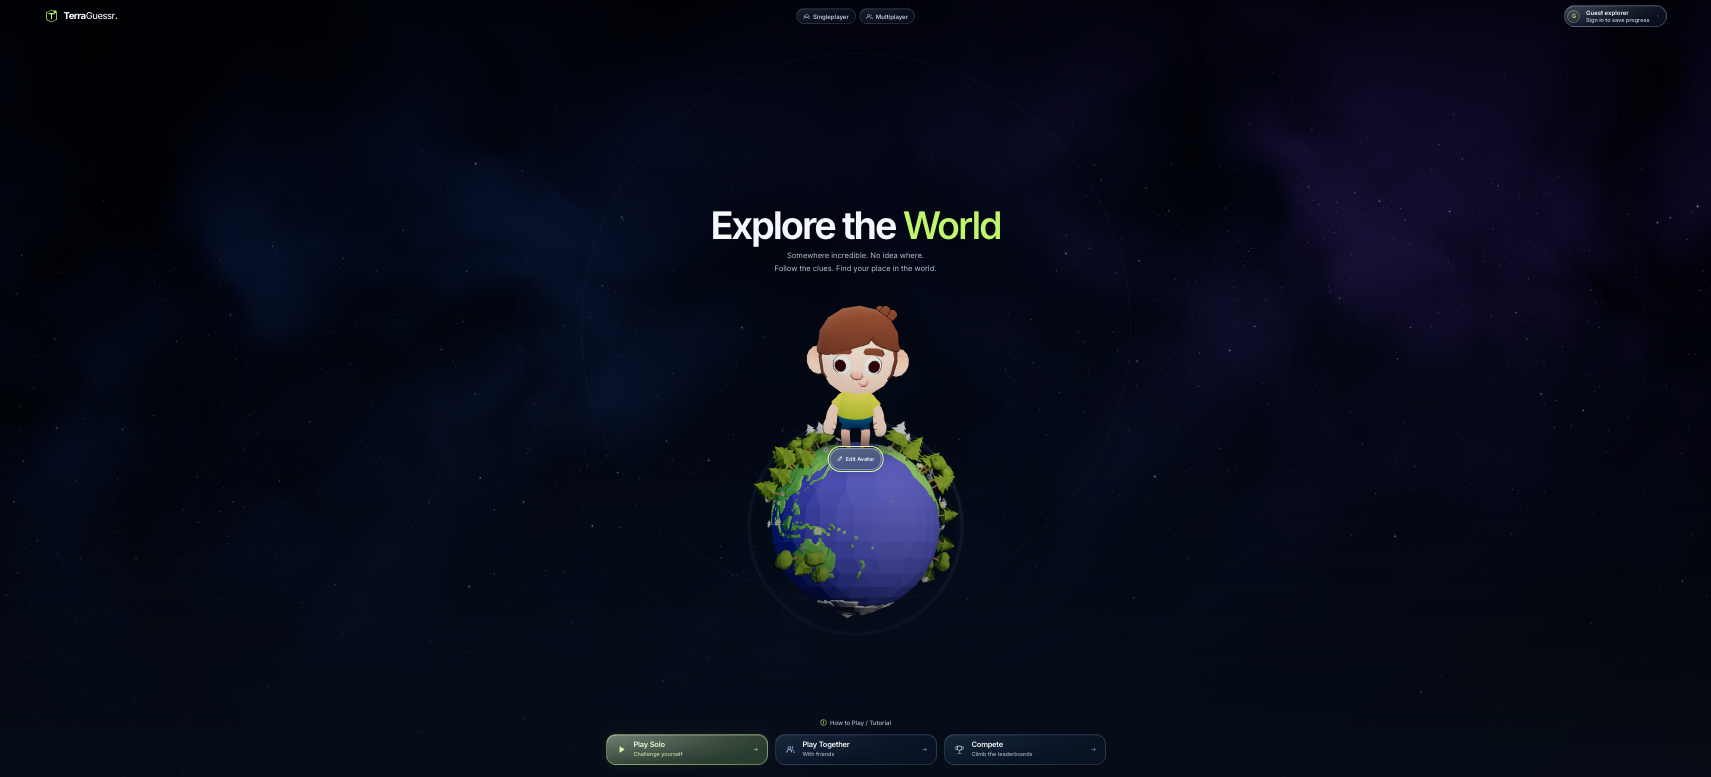 TerraGuessr.
Singleplayer
Multiplayer
G
Guest explorer
Sign in to save progress
Explore the World
Somewhere incredible. No idea where.
Follow the clues. Find your place in the world.
Edit Avatar
How to Play / Tutorial
Play Solo
Challenge yourself
Play Together
With friends
Compete
Climb the leaderboards